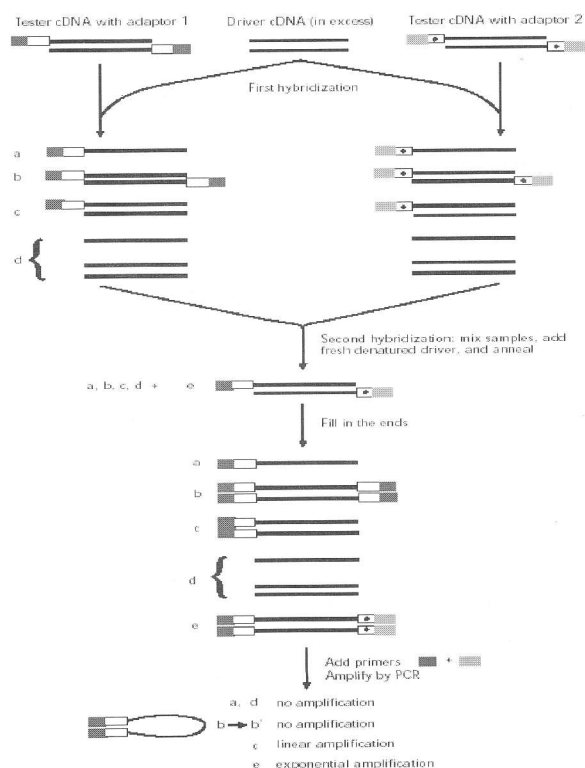 Tester cDNA with adaptor 1
Driver cDNA (in excess)
Tester cDNA with adaptor 2
First hybridization
a
b
c
d
Second hybridization: mix samples, add
fresh denatured driver, and anneal
a, b, c, d + e
Fill in the ends
a
b
c
d
e
Add primers +
Amplify by PCR
a, d no amplification
b b' no amplification
c linear amplification
e exponential amplification